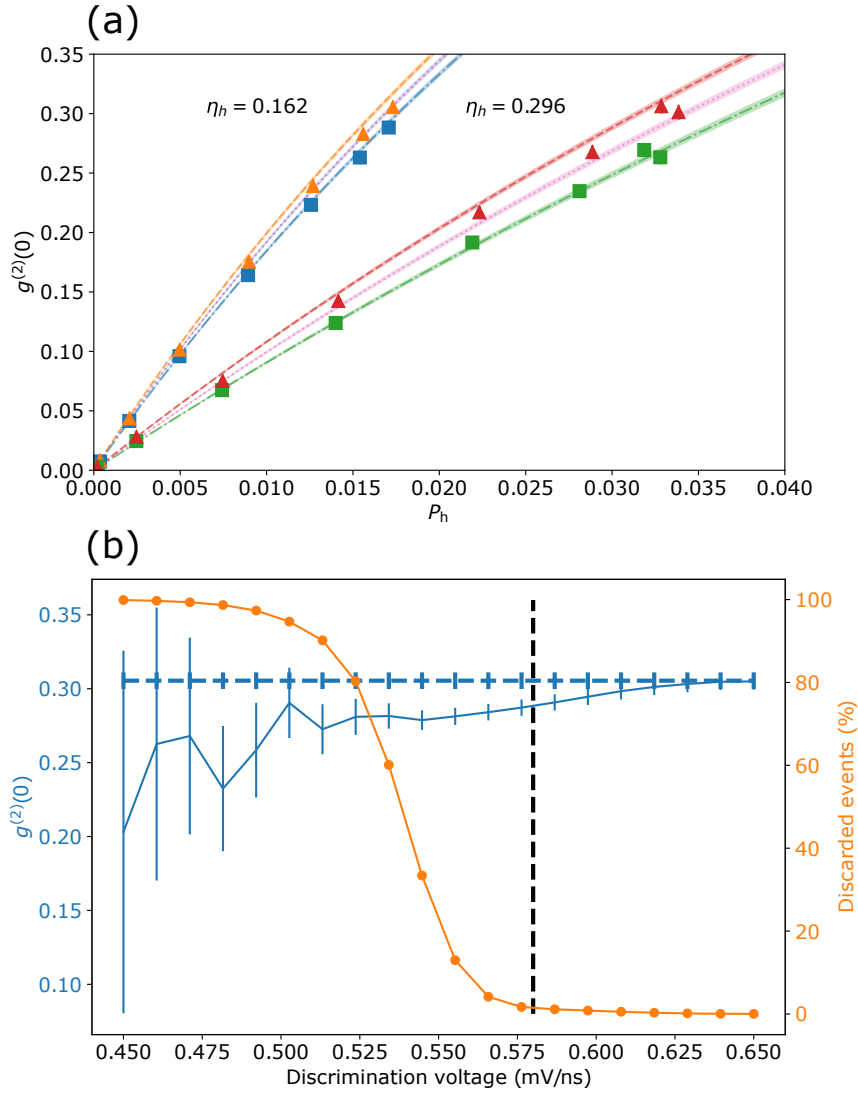 (a)
0.35
0.30
0.25
0.20
0.15
0.10
0.05
0.00
g^(2)(0)
η_h = 0.162
η_h = 0.296
0.000 0.005 0.010 0.015 0.020 0.025 0.030 0.035 0.040
P_h
(b)
0.35
0.30
0.25
0.20
0.15
0.10
g^(2)(0)
100
80
60
40
20
0
Discarded events (%)
0.450 0.475 0.500 0.525 0.550 0.580 0.600 0.625 0.650
Discrimination voltage (mV/ns)